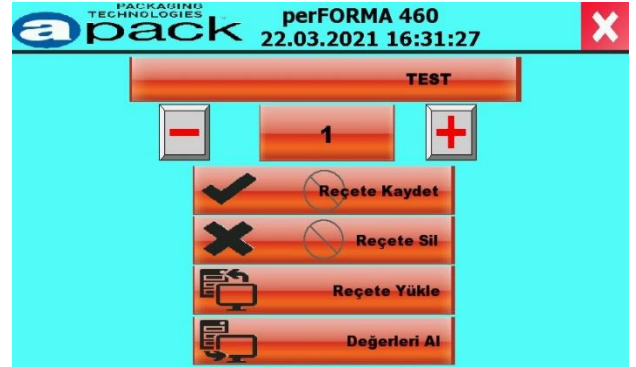 PACKAGING
TECHNOLOGIES
apack
perFORMA 460
22.03.2021 16:31:27
TEST
1
Reçete Kaydet
Reçete Sil
Reçete Yükle
Değerleri Al